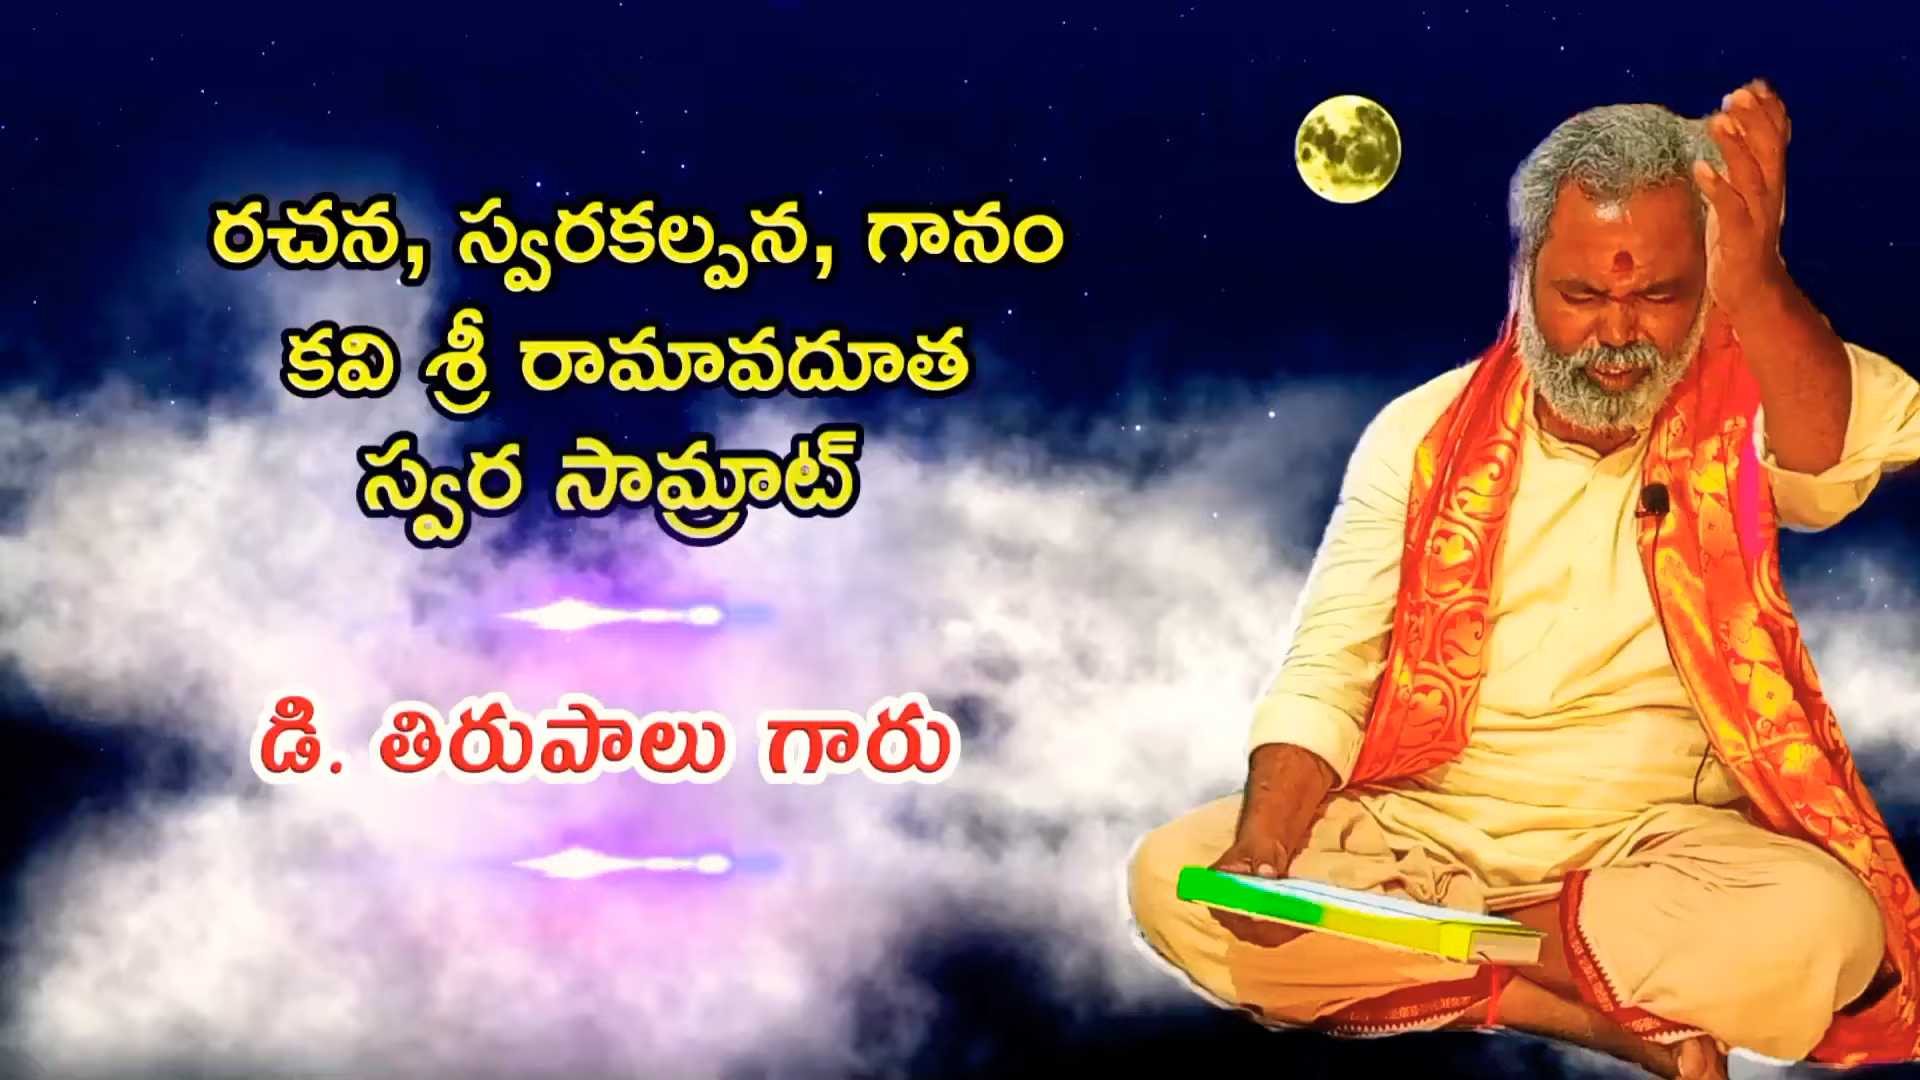 రచన, స్వరకల్పన, గానం
కవి శ్రీ రామావదూత
స్వర సామ్రాట్
డి. తిరుపాలు గారు